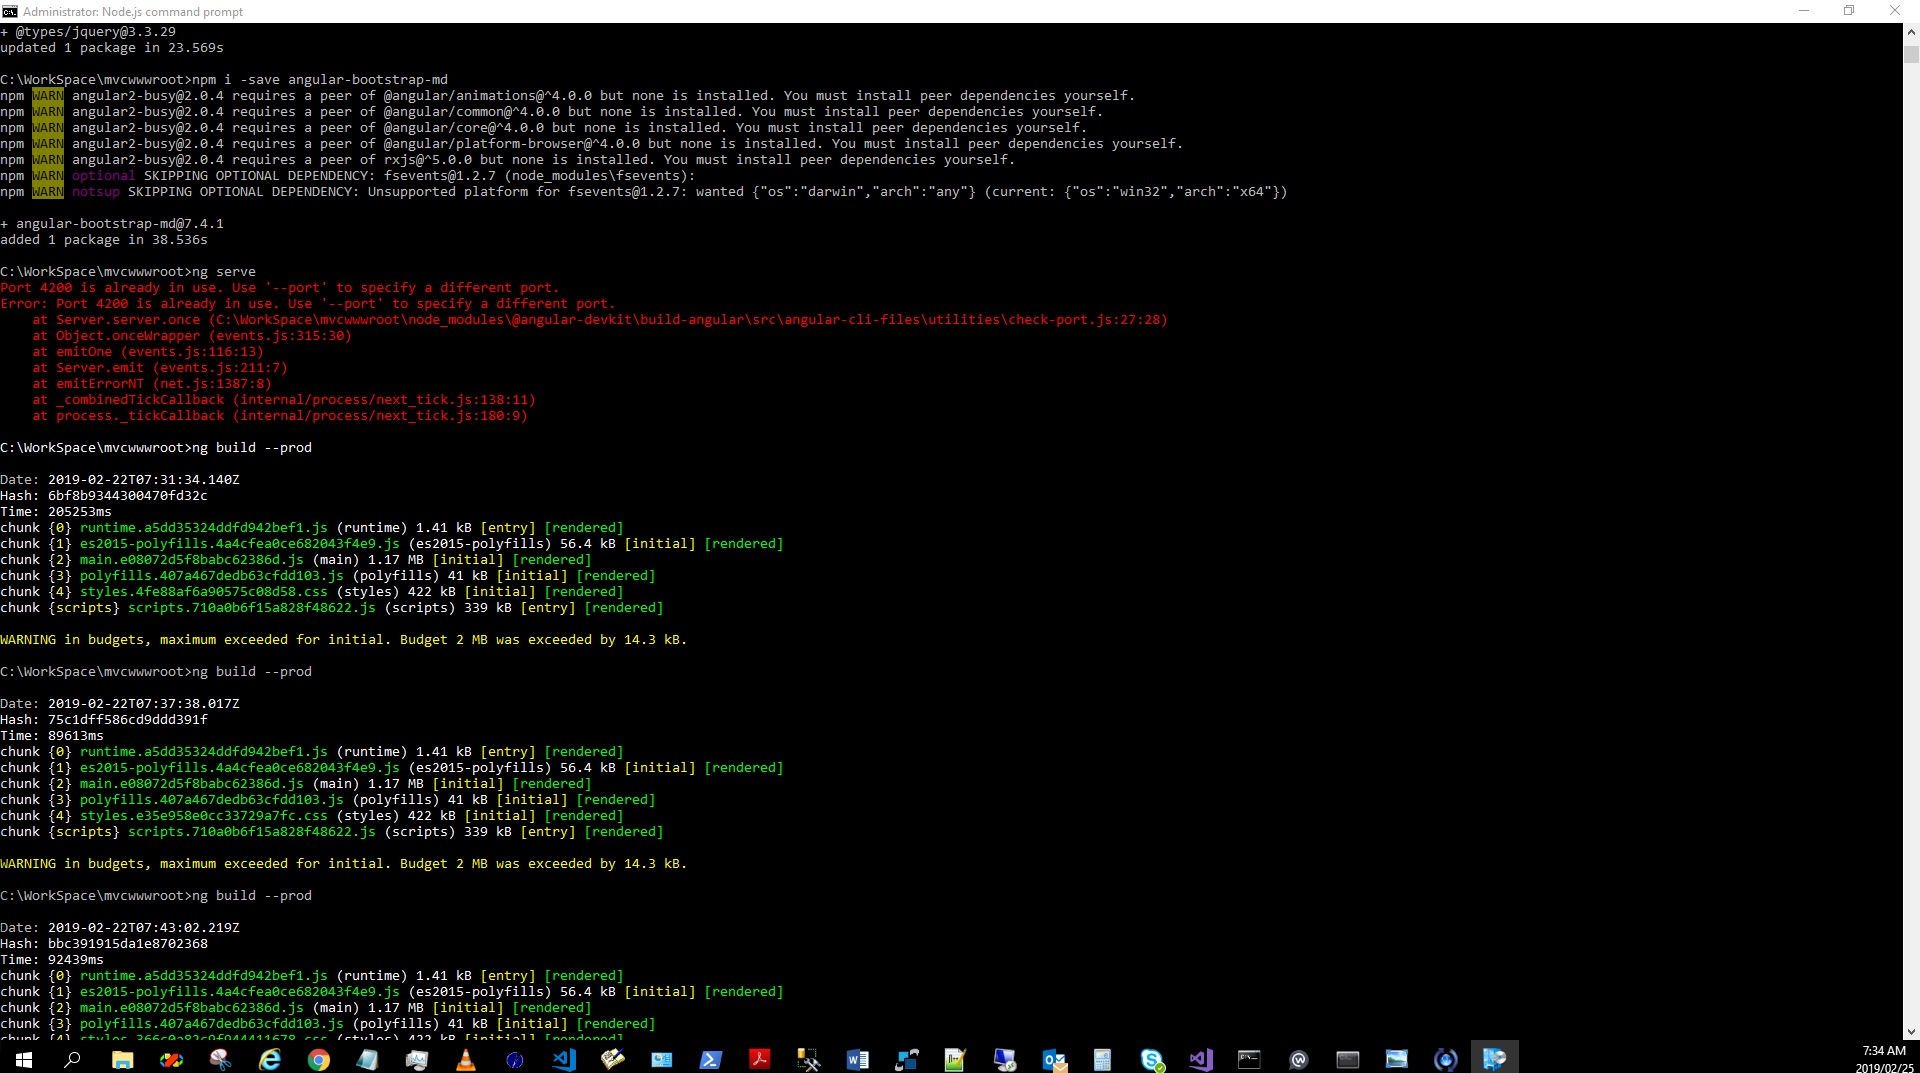 Administrator: Node.js command prompt
+ @types/jquery@3.3.29
updated 1 package in 23.569s
C:\WorkSpace\mvcwwwroot>npm i -save angular-bootstrap-md
npm WARN angular2-busy@2.0.4 requires a peer of @angular/animations@^4.0.0 but none is installed. You must install peer dependencies yourself.
npm WARN angular2-busy@2.0.4 requires a peer of @angular/common@^4.0.0 but none is installed. You must install peer dependencies yourself.
npm WARN angular2-busy@2.0.4 requires a peer of @angular/core@^4.0.0 but none is installed. You must install peer dependencies yourself.
npm WARN angular2-busy@2.0.4 requires a peer of @angular/platform-browser@^4.0.0 but none is installed. You must install peer dependencies yourself.
npm WARN angular2-busy@2.0.4 requires a peer of rxjs@^5.0.0 but none is installed. You must install peer dependencies yourself.
npm WARN optional SKIPPING OPTIONAL DEPENDENCY: fsevents@1.2.7 (node_modules\fsevents):
npm WARN notsup SKIPPING OPTIONAL DEPENDENCY: Unsupported platform for fsevents@1.2.7: wanted {"os":"darwin","arch":"any"} (current: {"os":"win32","arch":"x64"})
+ angular-bootstrap-md@7.4.1
added 1 package in 38.536s
C:\WorkSpace\mvcwwwroot>ng serve
Port 4200 is already in use. Use '--port' to specify a different port.
Error: Port 4200 is already in use. Use '--port' to specify a different port.
at Server.server.once (C:\WorkSpace\mvcwwwroot\node_modules\@angular-devkit\build-angular\src\angular-cli-files\utilities\check-port.js:27:28)
at Object.onceWrapper (events.js:315:30)
at emitOne (events.js:116:13)
at Server.emit (events.js:211:7)
at emitErrorNT (net.js:1387:8)
at _combinedTickCallback (internal/process/next_tick.js:138:11)
at process._tickCallback (internal/process/next_tick.js:180:9)
C:\WorkSpace\mvcwwwroot>ng build --prod
Date: 2019-02-22T07:31:34.140Z
Hash: 6bf8b9344300470fd32c
Time: 205253ms
chunk {0} runtime.a5dd35324ddfd942bef1.js (runtime) 1.41 kB [entry] [rendered]
chunk {1} es2015-polyfills.4a4cfea0ce682043f4e9.js (es2015-polyfills) 56.4 kB [initial] [rendered]
chunk {2} main.e08072d5f8babc62386d.js (main) 1.17 MB [initial] [rendered]
chunk {3} polyfills.407a467dedb63cfdd103.js (polyfills) 41 kB [initial] [rendered]
chunk {4} styles.4fe88af6a90575c08d58.css (styles) 422 kB [initial] [rendered]
chunk {scripts} scripts.710a0b6f15a828f48622.js (scripts) 339 kB [entry] [rendered]
WARNING in budgets, maximum exceeded for initial. Budget 2 MB was exceeded by 14.3 kB.
C:\WorkSpace\mvcwwwroot>ng build --prod
Date: 2019-02-22T07:37:38.017Z
Hash: 75c1dff586cd9ddd391f
Time: 89613ms
chunk {0} runtime.a5dd35324ddfd942bef1.js (runtime) 1.41 kB [entry] [rendered]
chunk {1} es2015-polyfills.4a4cfea0ce682043f4e9.js (es2015-polyfills) 56.4 kB [initial] [rendered]
chunk {2} main.e08072d5f8babc62386d.js (main) 1.17 MB [initial] [rendered]
chunk {3} polyfills.407a467dedb63cfdd103.js (polyfills) 41 kB [initial] [rendered]
chunk {4} styles.e35e958e0cc33729a7fc.css (styles) 422 kB [initial] [rendered]
chunk {scripts} scripts.710a0b6f15a828f48622.js (scripts) 339 kB [entry] [rendered]
WARNING in budgets, maximum exceeded for initial. Budget 2 MB was exceeded by 14.3 kB.
C:\WorkSpace\mvcwwwroot>ng build --prod
Date: 2019-02-22T07:43:02.219Z
Hash: bbc391915da1e8702368
Time: 92439ms
chunk {0} runtime.a5dd35324ddfd942bef1.js (runtime) 1.41 kB [entry] [rendered]
chunk {1} es2015-polyfills.4a4cfea0ce682043f4e9.js (es2015-polyfills) 56.4 kB [initial] [rendered]
chunk {2} main.e08072d5f8babc62386d.js (main) 1.17 MB [initial] [rendered]
chunk {3} polyfills.407a467dedb63cfdd103.js (polyfills) 41 kB [initial] [rendered]
chunk {4} (styles) 422 kB [initial] [rendered]
7:34 AM
2019/02/25